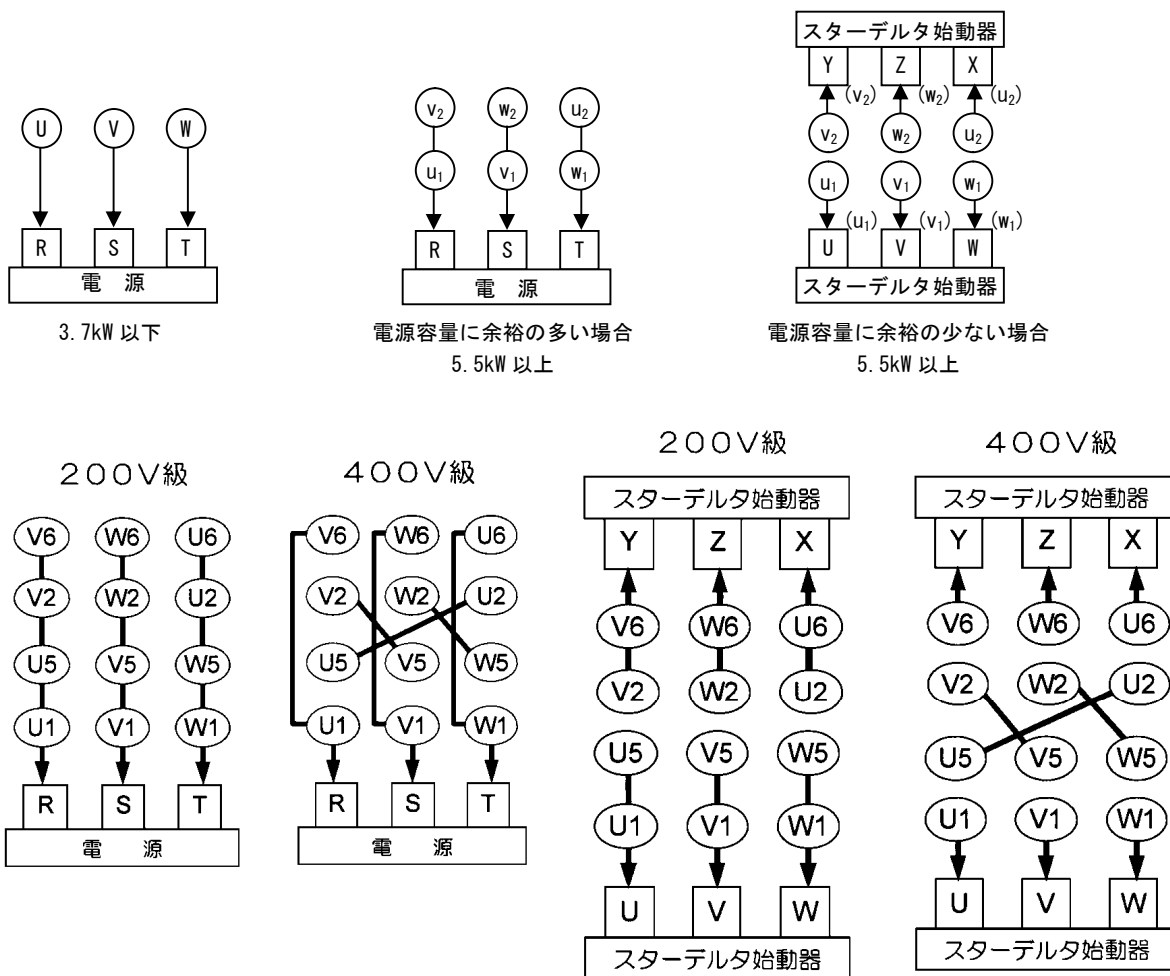 U V W
R S T
電 源
3.7kW 以下
v2 w2 u2
u1 v1 w1
R S T
電 源
電源容量に余裕の多い場合
5.5kW 以上
スターデルタ始動器
Y Z X
(v2) (w2) (u2)
v2 w2 u2
u1 v1 w1
(u1) (v1) (w1)
U V W
スターデルタ始動器
電源容量に余裕の少ない場合
5.5kW 以上
200V級
V6 W6 U6
V2 W2 U2
U5 V5 W5
U1 V1 W1
R S T
電 源
400V級
V6 W6 U6
V2 W2 U2
U5 V5 W5
U1 V1 W1
R S T
電 源
200V級
スターデルタ始動器
Y Z X
V6 W6 U6
V2 W2 U2
U5 V5 W5
U1 V1 W1
U V W
スターデルタ始動器
400V級
スターデルタ始動器
Y Z X
V6 W6 U6
V2 W2 U2
U5 V5 W5
U1 V1 W1
U V W
スターデルタ始動器